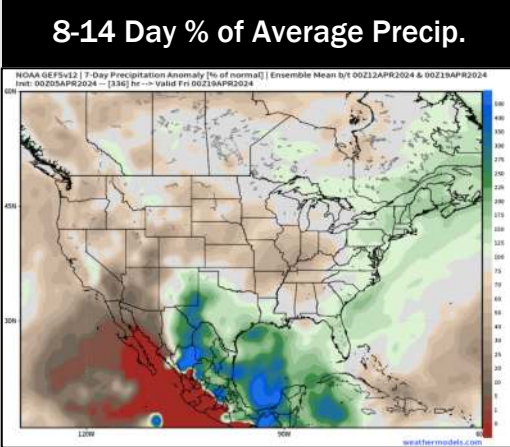 8-14 Day % of Average Precip.
NOAA GEFSv12 | 7-Day Precipitation Anomaly [% of normal] | Ensemble Mean b/t 00Z12APR2024 & 00Z19APR2024
Init: 00Z05APR2024 -- [336] hr --> Valid Fri 00Z19APR2024
60N
45N
30N
120W
90W
weathermodels.com